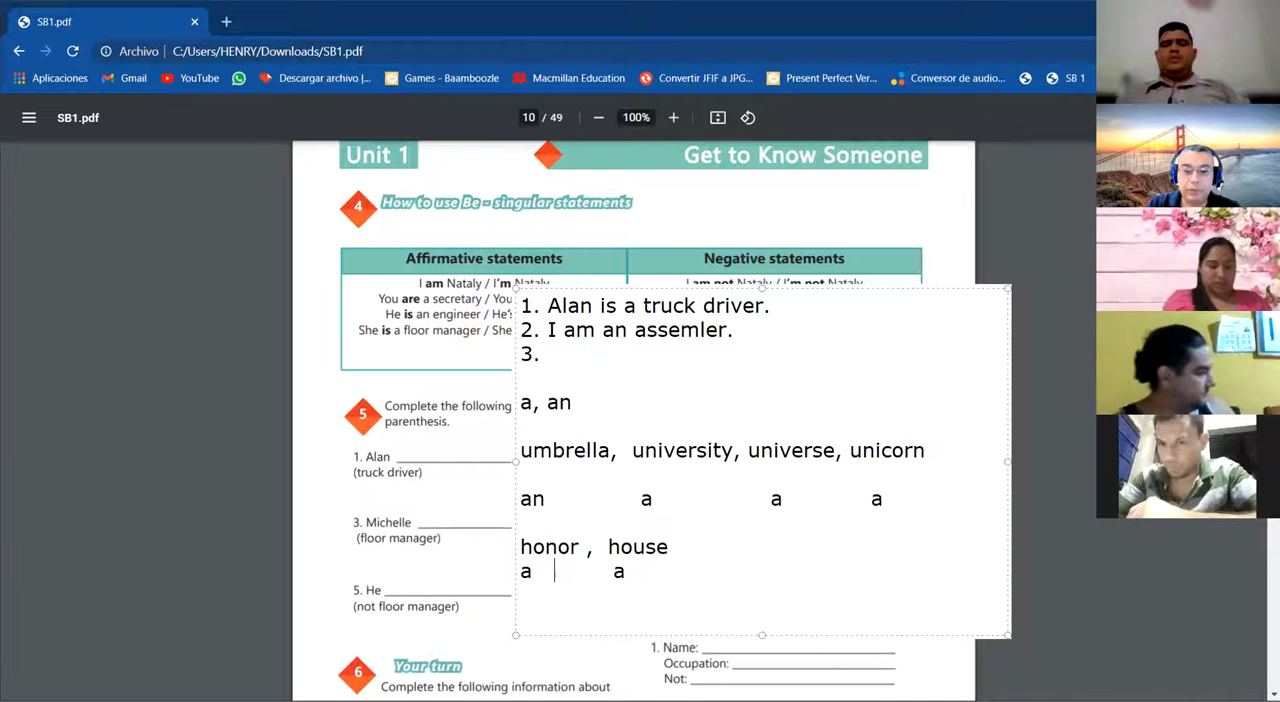 SB1.pdf
Archivo C:/Users/HENRY/Downloads/SB1.pdf
Aplicaciones Gmail YouTube Descargar archivo |... Games - Baamboozle Macmillan Education Convertir JFIF a JPG... Present Perfect Ver... Conversor de audio... SB 1
SB1.pdf 10 / 49 100%
Unit 1 Get to Know Someone
4 How to use Be - singular statements
Affirmative statements Negative statements
I am Nataly / I'm Nataly I am not Nataly / I'm not Nataly
You are a secretary / You
He is an engineer / He's
She is a floor manager / She
1. Alan is a truck driver.
2. I am an assemler.
3.
a, an
umbrella, university, universe, unicorn
an a a a
honor , house
a a
5 Complete the following
parenthesis.
1. Alan
(truck driver)
3. Michelle
(floor manager)
5. He
(not floor manager)
6 Your turn
Complete the following information about
1. Name:
Occupation:
Not: